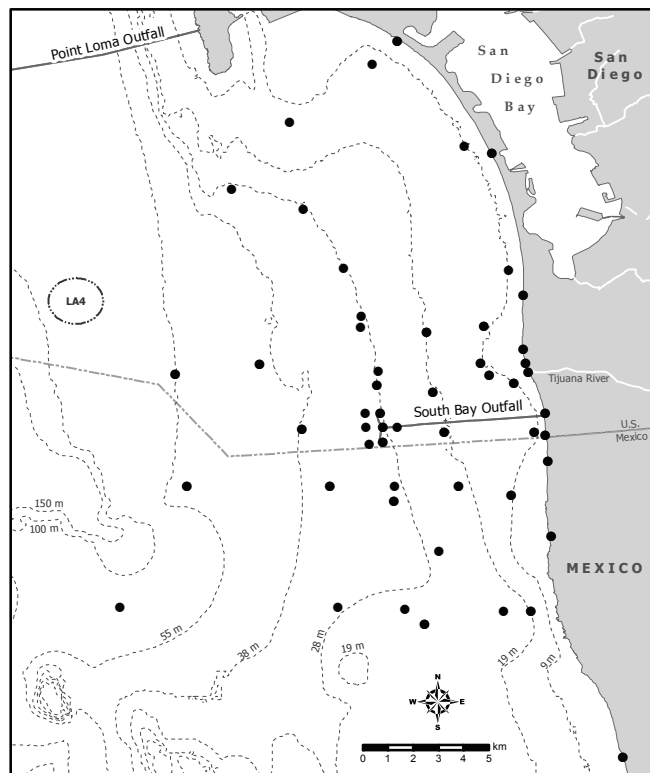 Point Loma Outfall
San
Diego
Bay
San
Diego
LA4
Tijuana River
South Bay Outfall
U.S.
Mexico
150 m
100 m
MEXICO
55 m
38 m
28 m
19 m
19 m
9 m
N
W
E
S
km
0 1 2 3 4 5